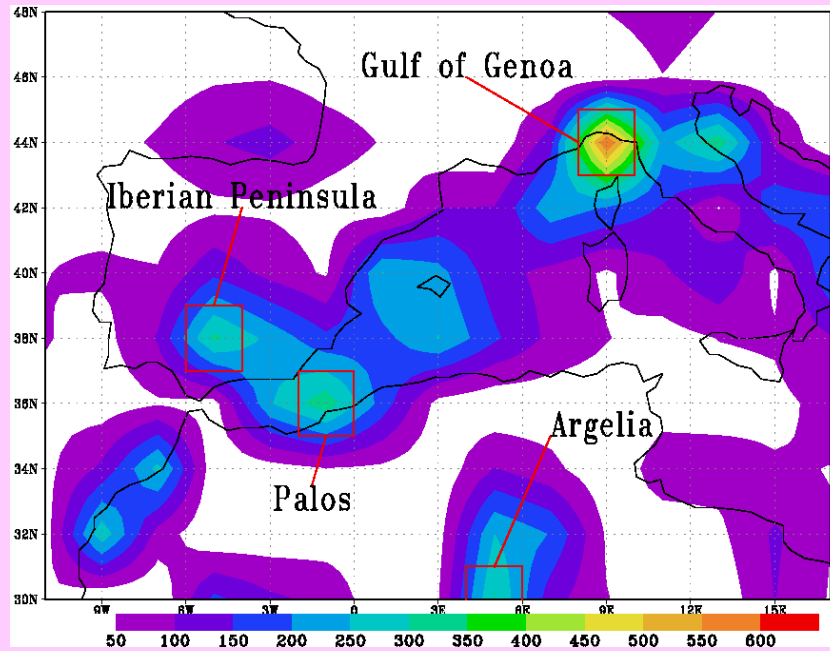 48N
46N
Gulf of Genoa
44N
42N
Iberian Peninsula
40N
38N
36N
Argelia
34N
Palos
32N
30N
9W 6W 3W 0 3E 6E 9E 12E 15E
50 100 150 200 250 300 350 400 450 500 550 600